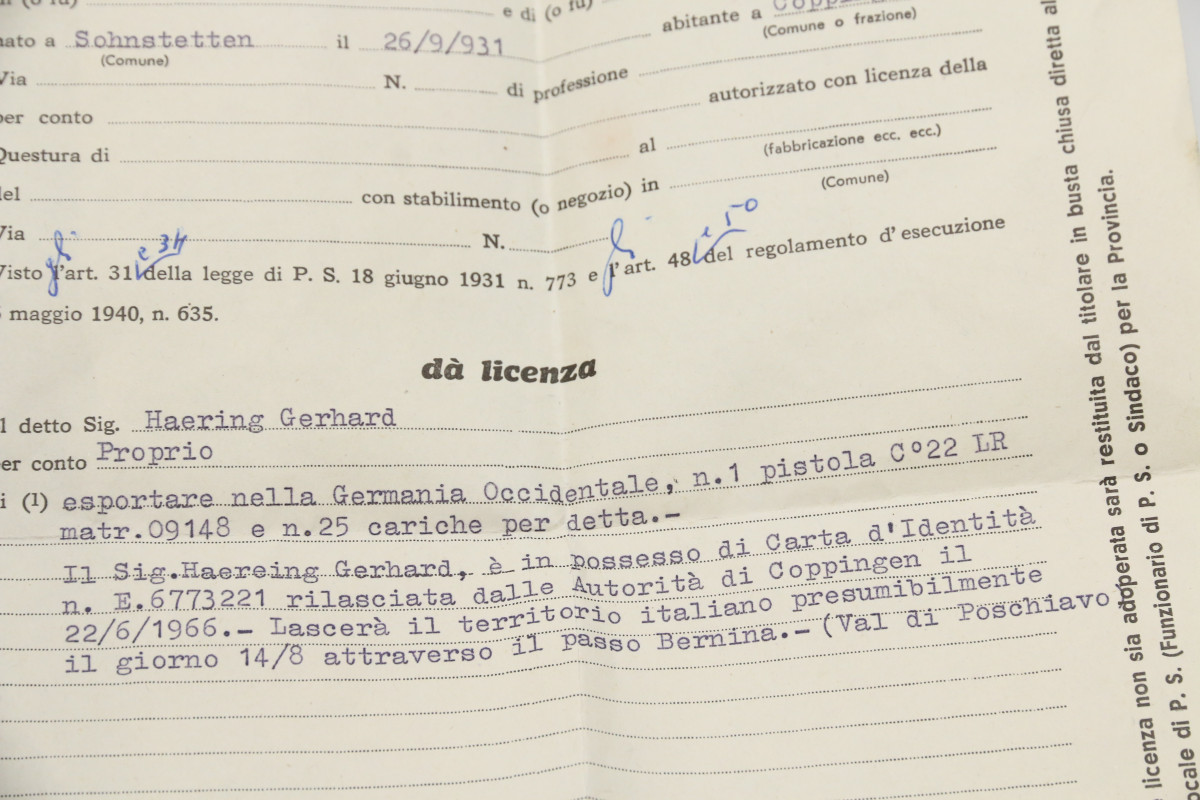 e di (o fu)
abitante a
(Comune o frazione)
nato a Sohnstetten il 26/9/931
(Comune)
Via N. di professione
per conto autorizzato con licenza della
Questura di al
(fabbricazione ecc. ecc.)
del con stabilimento (o negozio) in
(Comune)
Via N.
gli e 34 gli e 50
Visto l'art. 31 della legge di P. S. 18 giugno 1931 n. 773 e l'art. 48 del regolamento d'esecuzione
maggio 1940, n. 635.
dà licenza
l detto Sig. Haering Gerhard
per conto Proprio
i (1) esportare nella Germania Occidentale, n.1 pistola C°22 LR
matr.09148 e n.25 cariche per detta.-
Il Sig.Haereing Gerhard, è in possesso di Carta d'Identità
n. E.6773221 rilasciata dalle Autorità di Coppingen il
22/6/1966.- Lascerà il territorio italiano presumibilmente
il giorno 14/8 attraverso il passo Bernina.- (Val di Poschiavo)
licenza non sia adoperata sarà restituita dal titolare in busta chiusa diretta al
locale di P. S. (Funzionario di P. S. o Sindaco) per la Provincia.